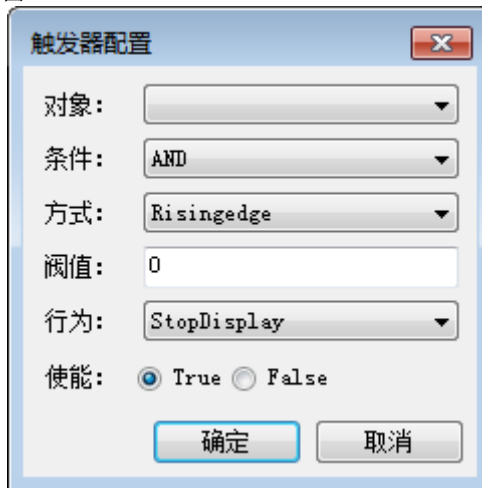 触发器配置
对象：
条件： AND
方式： Risingedge
阀值： 0
行为： StopDisplay
使能： True False
确定 取消